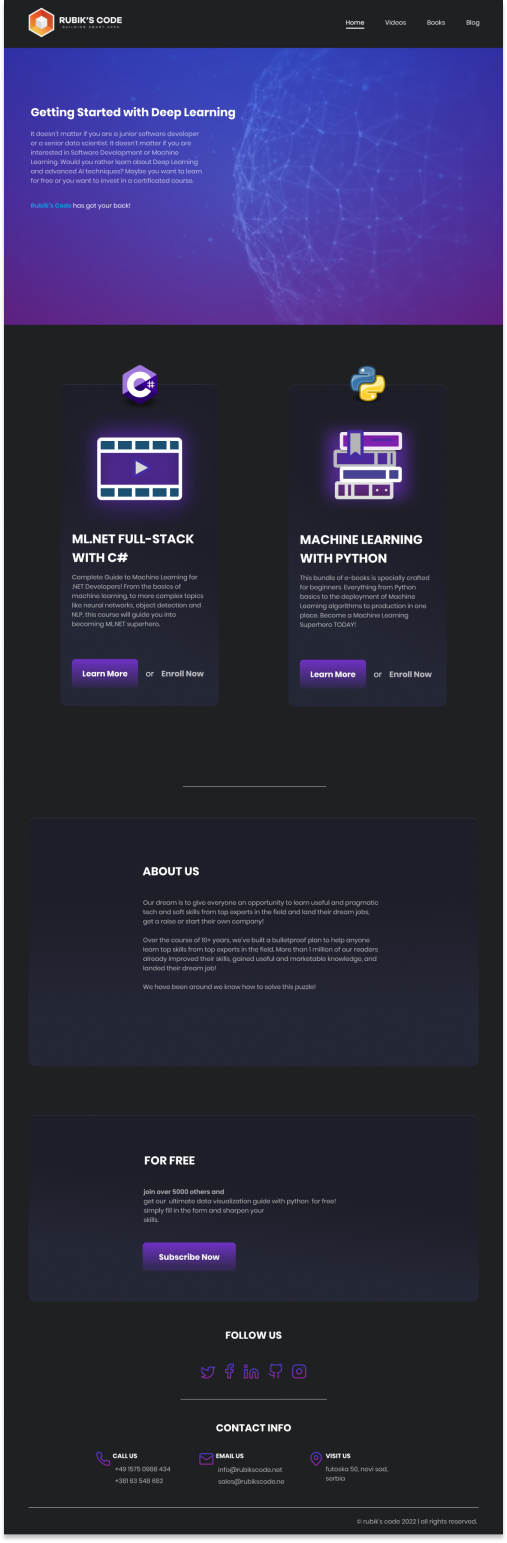 RUBIK'S CODE
BUILDING SMART APPS
Home Videos Books Blog
Getting Started with Deep Learning
It doesn't matter if you are a junior software developer
or a senior data scientist. It doesn't matter if you are
interested in Software Development or Machine
Learning. Would you rather learn about Deep Learning
and advanced AI techniques? Maybe you want to learn
for free or you want to invest in a certificated course.
Rubik's Code has got your back!
C#
ML.NET FULL-STACK
WITH C#
Complete Guide to Machine Learning for
.NET Developers! From the basics of
machine learning, to more complex topics
like neural networks, object detection and
NLP, this course will guide you into
becoming ML.NET superhero.
Learn More or Enroll Now
MACHINE LEARNING
WITH PYTHON
This bundle of e-books is specially crafted
for beginners. Everything from Python
basics to the deployment of Machine
Learning algorithms to production in one
place. Become a Machine Learning
Superhero TODAY!
Learn More or Enroll Now
ABOUT US
Our dream is to give everyone an opportunity to learn useful and pragmatic
tech and soft skills from top experts in the field and land their dream jobs,
get a raise or start their own company!
Over the course of 10+ years, we've built a bulletproof plan to help anyone
learn top skills from top experts in the field. More than 1 million of our readers
already improved their skills, gained useful and marketable knowledge, and
landed their dream job!
We have been around we know how to solve this puzzle!
FOR FREE
join over 5000 others and
get our ultimate data visualization guide with python for free!
simply fill in the form and sharpen your
skills.
Subscribe Now
FOLLOW US
CONTACT INFO
CALL US
+49 1575 0988 434
+381 63 548 682
EMAIL US
info@rubikscode.net
sales@rubikscode.ne
VISIT US
futoska 50, novi sad,
serbia
© rubik's code 2022 | all rights reserved.